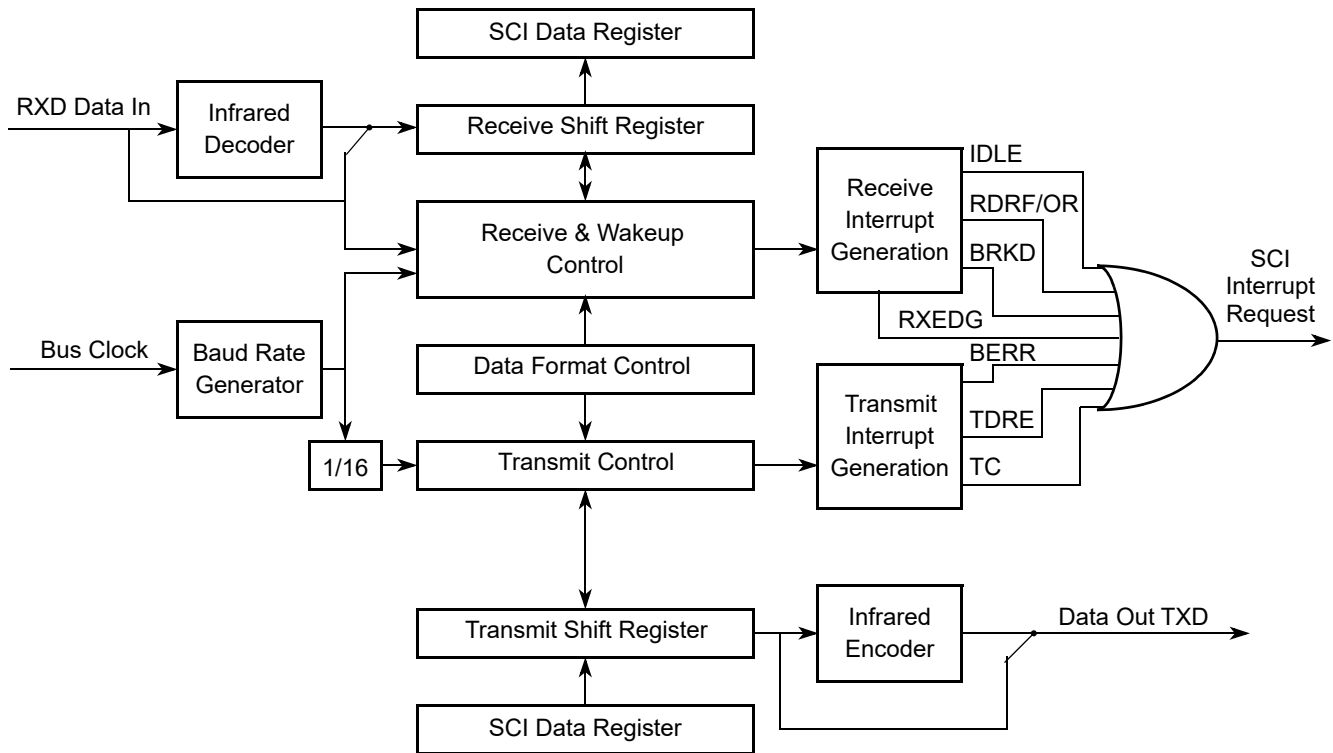 SCI Data Register
RXD Data In
Infrared
Decoder
Receive Shift Register
Receive & Wakeup
Control
Receive
Interrupt
Generation
IDLE
RDRF/OR
BRKD
RXEDG
SCI
Interrupt
Request
Bus Clock
Baud Rate
Generator
Data Format Control
BERR
Transmit
Interrupt
Generation
TDRE
TC
1/16
Transmit Control
Transmit Shift Register
Infrared
Encoder
Data Out TXD
SCI Data Register